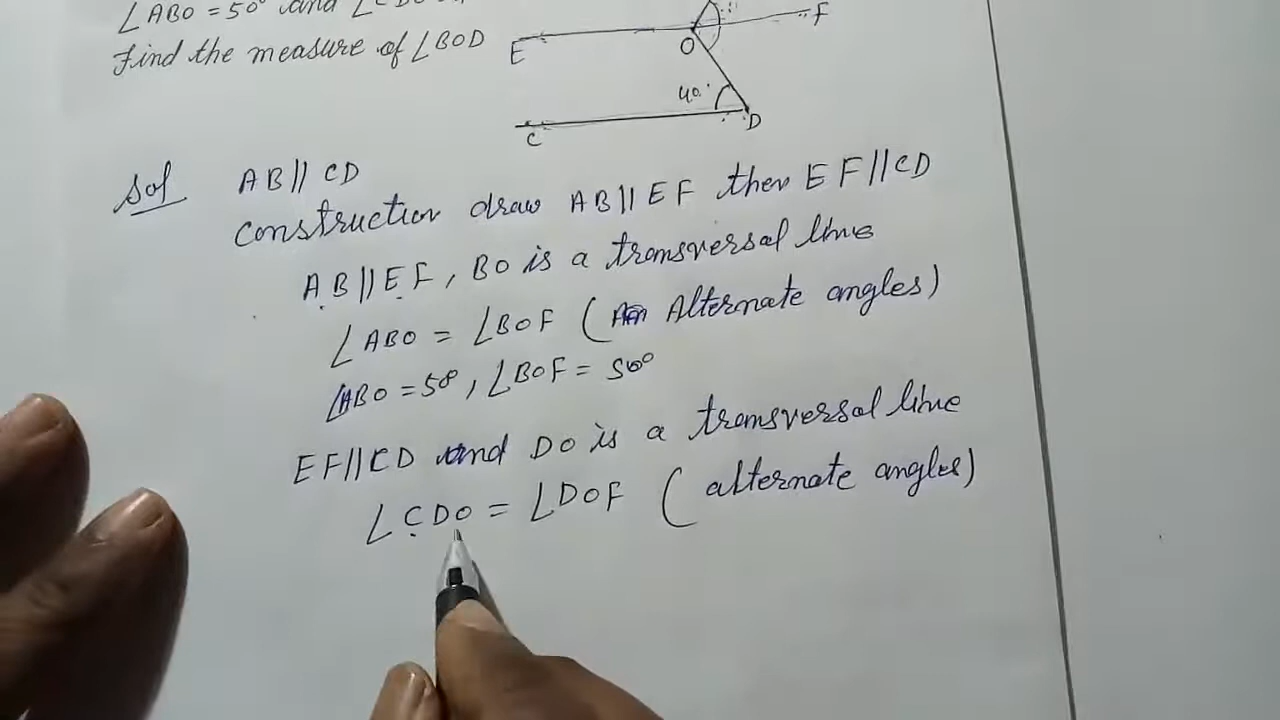 ∠ABO = 50° and
Find the measure of ∠BOD
F
E
O
40°
D
C
Sol AB || CD
Construction draw AB || EF then EF || CD
AB || EF, BO is a transversal line
∠ABO = ∠BOF ( Alternate angles)
∠ABO = 50°, ∠BOF = 50°
EF || CD and DO is a transversal line
∠CDO = ∠DOF (alternate angles)